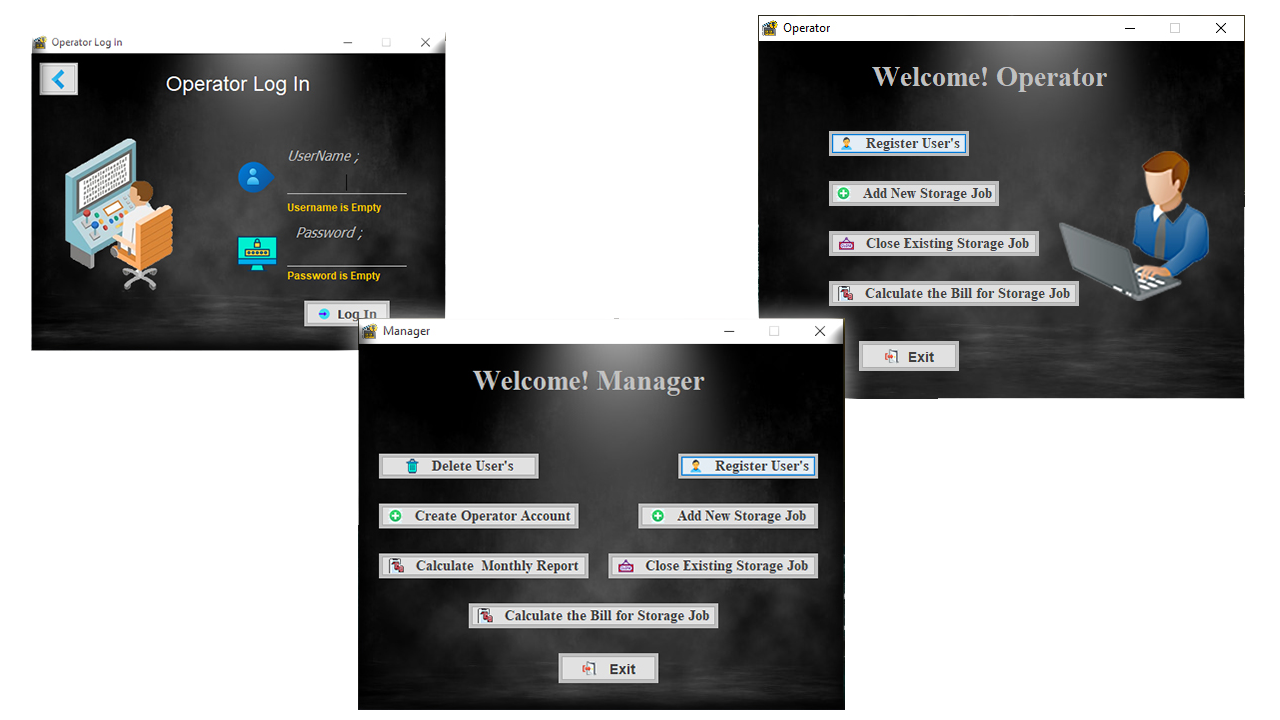 Operator Log In
Operator Log In
UserName ;
Username is Empty
Password ;
Password is Empty
Log In
Operator
Welcome! Operator
Register User's
Add New Storage Job
Close Existing Storage Job
Calculate the Bill for Storage Job
Exit
Manager
Welcome! Manager
Delete User's
Register User's
Create Operator Account
Add New Storage Job
Calculate Monthly Report
Close Existing Storage Job
Calculate the Bill for Storage Job
Exit